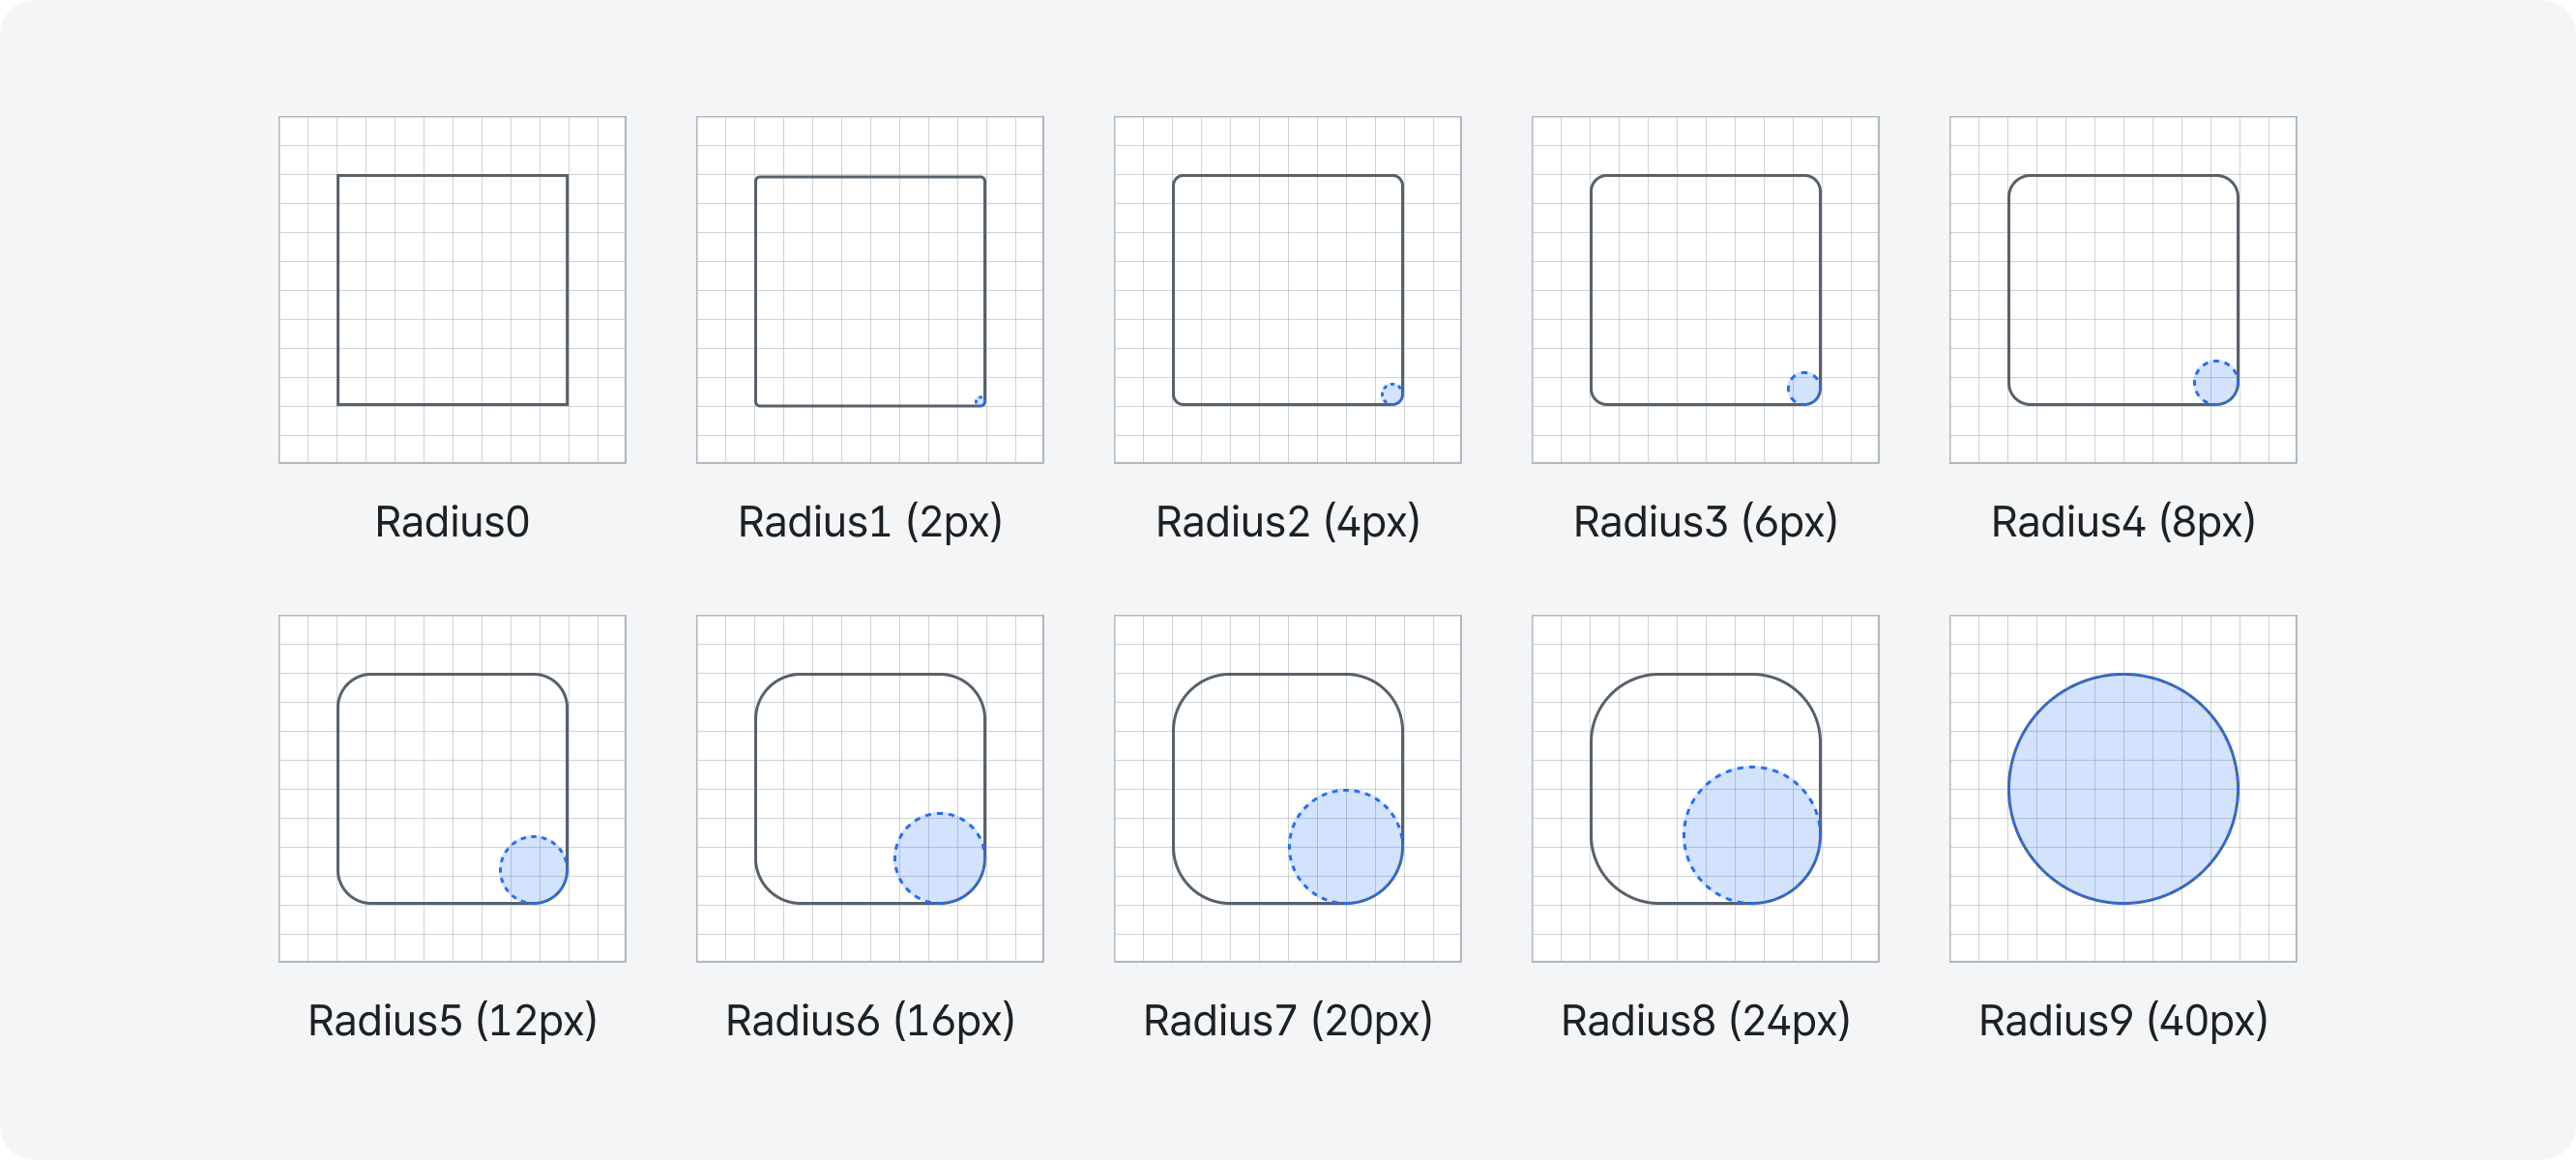 Radius0
Radius1 (2px)
Radius2 (4px)
Radius3 (6px)
Radius4 (8px)
Radius5 (12px)
Radius6 (16px)
Radius7 (20px)
Radius8 (24px)
Radius9 (40px)